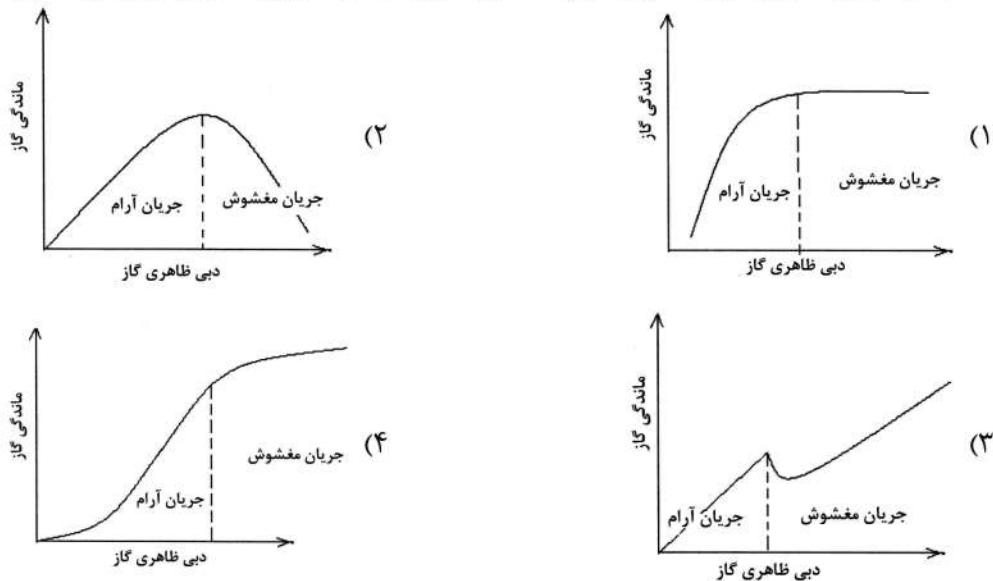 ۱)
ماندگی گاز
جریان آرام
جریان مغشوش
دبی ظاهری گاز
۲)
ماندگی گاز
جریان آرام
جریان مغشوش
دبی ظاهری گاز
۳)
ماندگی گاز
جریان آرام
جریان مغشوش
دبی ظاهری گاز
۴)
ماندگی گاز
جریان آرام
جریان مغشوش
دبی ظاهری گاز